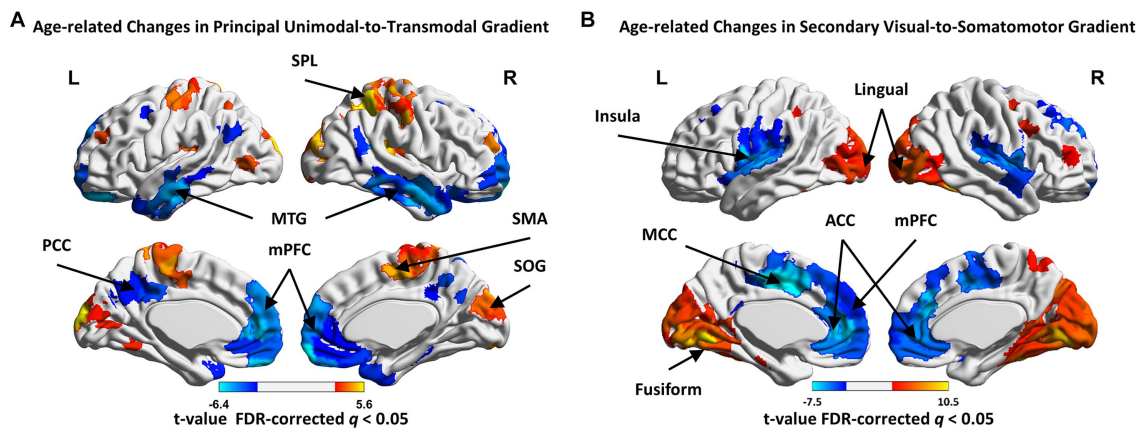 A Age-related Changes in Principal Unimodal-to-Transmodal Gradient
L
SPL
R
MTG
SMA
PCC
mPFC
SOG
-6.4
5.6
t-value FDR-corrected q < 0.05
B Age-related Changes in Secondary Visual-to-Somatomotor Gradient
L
R
Insula
Lingual
MCC
ACC
mPFC
Fusiform
-7.5
10.5
t-value FDR-corrected q < 0.05